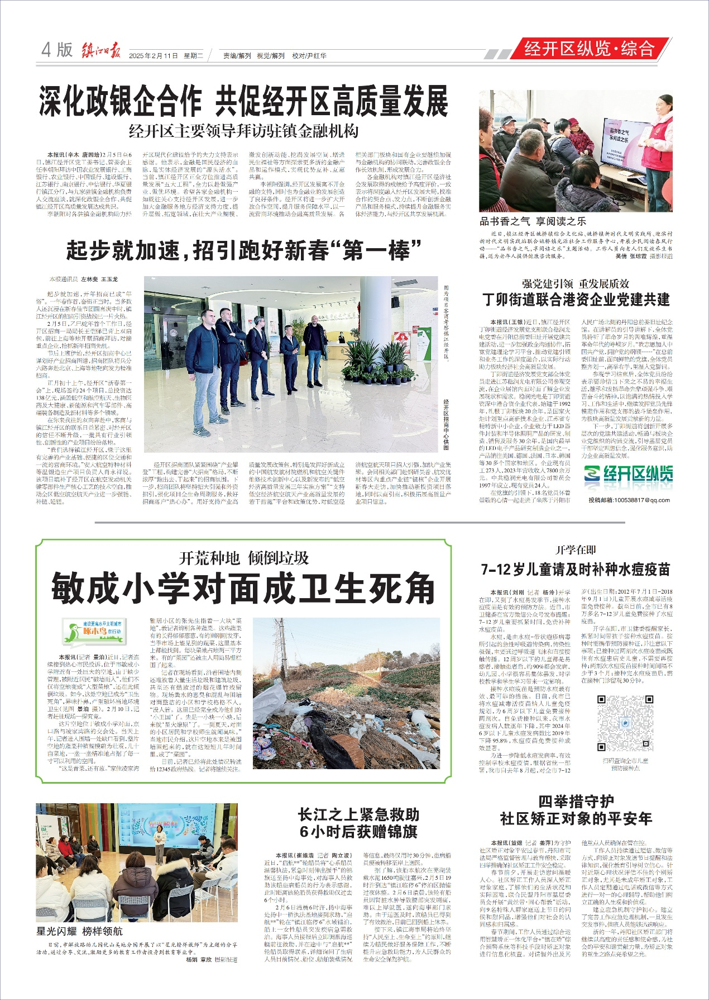 4版 镇江日报 2025年2月11日 星期二 责编/解列 视觉/解列 校对/尹红华
经开区纵览·综合
深化政银企合作 共促经开区高质量发展
经开区主要领导拜访驻镇金融机构
本报讯（辛木 唐因培）2月5日至6
日，镇江经开区党工委书记、管委会主
任李朝阳拜访中国农业发展银行、工商
银行、农业银行、中国银行、建设银行、
江苏银行、南京银行、中信银行、华夏银
行镇江分行，与九家驻镇金融机构负责
人交流座谈，就深化政银企合作、共促
镇江经开区高质量发展达成共识。
李朝阳对各驻镇金融机构助力经
开区现代化建设给予的大力支持表示
感谢。他表示，金融是国民经济的血
脉，是实体经济发展的“源头活水”。
当前，镇江经开区正全方位推进高质
量发展“五大工程”，全力以赴做强产
业、做优环境。希望各家金融机构一
如既往关心支持经开区发展，进一步
加大金融服务地方经济支持力度，提
升层级、拓宽领域，在壮大产业规模、
激发创新动能、挖潜发展空间、增进
民生福祉等方面探索更多新的金融产
品和运作模式，实现优势互补、互惠
共赢。
李朝阳强调，经开区发展离不开金
融的支持，同时也为金融业的发展创造
了良好条件。经开区将进一步扩大开
放合作空间，提升服务保障水平，以一
流营商环境推动金融高质量发展。各
相关部门板块和国有企业要继续加强
与金融机构的协同联动，完善政银企合
作长效机制，形成发展合力。
各金融机构对镇江经开区经济社
会发展取得的成绩给予高度评价，一致
表示将深度融入经开区发展大局，找准
合作的契合点、发力点，不断创新金融
产品和服务模式，持续提升金融服务实
体经济能力，与经开区共享发展机遇。
品书香之气
享阅读之乐
品书香之气 享阅读之乐
近日，镇江经开区姚桥镇综合文化站、姚桥镇新时代文明实践所、迎滨村
新时代文明实践站联合姚桥镇光源社会工作服务中心，开展全民阅读春风行
动——“品书香之气，享阅读之乐”主题活动。工作人员向老人们发放养生书
籍，还为老年人提供健康咨询服务。 吴倩 张琼霞 摄影报道
起步就加速，招引跑好新春“第一棒”
本报通讯员 左林斐 王玉龙
起步就加速，开年招商已成“年
俗”。一年春作首，奋楫正当时。当多数
人还沉浸在新春佳节团圆喜庆中时，镇
江经开区的招商引资战线已一片火热。
2月5日，乙巳蛇年首个工作日，经
开区招商一局局长王恺悌已背上双肩
包，前往上海等地开展招商拜访，对接
重点企业，抢抓新年招商先机。
节后上班伊始，经开区招商中心已
谋划好产业招商图谱，招商团队将兵分
六路奔赴北京、上海等地靶向发力精准
招商。
正月初十上午，经开区“新春第一
会”上，现场签约24个项目，总投资达
138亿元，涵盖低空和航空航天、生物医
药及大健康、新能源和汽车零部件、高
端装备制造及新材料等多个领域。
在你来我往的双向奔赴中，客商与
镇江经开区的联系日益紧密、对经开区
的信任不断升级，一批具有行业引领
性、创新性的产业项目纷纷落地。
“我们选择镇江经开区，缘于这里
有完善的产业基础、便捷的区位交通和
一流的营商环境。”安大航空特种材料
等温锻造生产项目负责人肖永祥说。
该项目填补了经开区在航空发动机关
键零部件生产核心工艺的技术空白，推
动全区低空航空航天产业进一步强链、
补链、延链。
图为项目客商考察镇江经开区。
经开区招商中心供图
经开区招商团队紧紧围绕“产业攀
登”工程，构建完善“大招商”格局，不断
浓厚“跑出去、干起来”的招商氛围。下
一步，招商团队将坚持招大引强和外资
招引，强化项目全生命周期服务，做好
招商落户“热心办”。用好支持产业高
质量发展政策包，特别是发挥好新成立
的中国航发航材院燃机和航空关键件
维修技术创新中心以及新发布的“低空
经济高质量发展三年实施方案”“支持
低空经济航空航天产业高质量发展的
若干措施”平台和政策优势，对低空经
济航空航天项目招大引强，加快产业集
聚。会同相关部门赴钢研昊普、航发优
材等区内重点产业链“链核”企业开展
新春大走访，加快推动新投资项目落
地，同时以商引商，积极拓展高质量产
业项目信息。
强党建引领 重发展质效
丁卯街道联合港资企业党建共建
本报讯（王银）近日，镇江经开区
丁卯街道经济发展党支部联合稳润光
电党委在丹阳总前委旧址开展党建共
建活动，进一步加强政企沟通协作，拓
宽党建理论学习平台，推动党建引领
和业务工作的深度融合，以实际行动
助力板块经济社会高质量发展。
丁卯街道经济发展党支部全体党
员走进江苏稳润光电有限公司参观交
流，在企业展馆内面对面了解企业发
展现状和需求。稳润光电是丁卯街道
资深中港合资企业代表，始建于1992
年，扎根丁卯板块20余年，是国家火
炬计划重点高新技术企业、江苏省专
精特新中小企业，企业致力于LED器
件封装和半导体照明产品的研发、制
造、销售及服务30余年，是国内最早
的LED电子产品研究制造企业之一，
产品销往美国、德国、法国、日本、韩国
等30多个国家和地区。企业现有员
工273人，2023年营收收入7800余万
元。中共稳润光电有限公司委员会
1997年成立，现有党员24人。
在党旗的引领下，18名党员怀着
崇敬的心情一起走进了坐落于丹阳市
人民广场北侧的丹阳总前委旧址纪念
馆。在讲解员的引导讲解下，全体党
员聆听了革命岁月的苦难辉煌，重温
革命年代的峥嵘岁月。“我志愿加入中
国共产党，拥护党的纲领……”在总前
委旧址前，面向鲜艳的党旗，全体党员
整齐划一，高举右手，重温入党誓词。
参观学习结束后，全体党员纷纷
表示要珍惜当下来之不易的幸福生
活，继承和发扬革命先辈顽强斗争、艰
苦奋斗的精神，以饱满的热情投入学
习、工作和生活中，继续发挥党员先锋
模范作用和党支部的战斗堡垒作用，
为板块高质量发展贡献新的力量。
下一步，丁卯街道将创新开展多
层次的党建共建活动，畅通与板块企
业党组织的沟通交流，引导基层党员
干部坚定理想信念，强化服务意识，助
力企业高质量发展。
经开区纵览
投稿邮箱：100538817@qq.com
开荒种地 倾倒垃圾
敏成小学对面成卫生死角
建设更高水平文明城市
啄木鸟在行动
本报讯（记者 景泊）近日，记者连
续接到热心市民投诉，位于市敏成小
学附近有一处巨大的空地，由于缺少
管理，被附近居民“破墙而入”，他们不
仅将空地变成“大型菜地”，还在此倾
倒垃圾。如今，这处空地已成为“卫生
死角”，异味扑鼻，严重破坏当地环境
卫生（见图 景泊 摄）。2月10日，记
者赶往现场一探究竟。
这片空地位于敏成小学对面，京
口路与凌家湾路的交会处。当天上
午，记者进入围墙一处缺口看到，整片
空地的蔬菜种植规模蔚为壮观，几十
亩菜地，一垄一垄精准地占据了每一
寸可以利用的空间。
“这是青菜，还有葱。”家住凌家湾
雅居小区的张先生指着一大块“菜
地”，教记者辨别各种蔬菜。这些蔬菜
有的长得郁郁葱葱，有的则刚刚发芽，
当季市场上能见到的蔬菜，这里基本
上都能找到。每块菜地占地两三平方
米。有的“菜园”还被主人用简易栅栏
围了起来。
记者在现场看到，沿着围墙内侧
还堆放着大量生活垃圾和建筑垃圾，
甚至还有燃放过的烟花爆竹残留
物。现场粪水的恶臭和混乱与围墙
对面整洁的小区和学校格格不入。
“没人管。这里已经完全成为他们的
‘小王国’了。先是一小块一小块，后
来就‘星火燎原’了。一到夏天，对面
的小区居民和学校师生就闻臭味。”
当地市民介绍，这片空地本来是被围
墙围起来的，就在这短短几年时间
里，成了“菜园”。
目前，记者已经将此处情况转述
给12345政府热线。记者将继续关注。
开学在即
7-12岁儿童请及时补种水痘疫苗
本报讯（刘刚 记者 杨泠）开学
在即，又到了水痘易发季节，接种水
痘疫苗是有效的预防方法。近日，市
卫健委在官方微信公众号发布提醒：
7-12岁儿童要抓紧时间，免费补种
水痘疫苗。
水痘，是由水痘-带状疱疹病毒
所引起的急性呼吸道传染病，传染性
极强，主要通过呼吸道飞沫和直接接
触传播。12周岁以下的儿童都是易
感者，接触患者后，约90%都会发病，
幼儿园、小学很容易集体暴发，对学
校教学和学生学习带来一定影响。
接种水痘疫苗是预防水痘最有
效、最可靠的措施。目前，我市已
将水痘减毒活疫苗纳入儿童免疫
规划，为6周岁以下儿童免费接种
两剂次。自免费接种以来，我市水
痘发病人数逐年下降，其中2024年
6岁以下儿童水痘发病数比2019年
下降95.8%，水痘疫苗免费接种成
效显著。
为进一步降低水痘发病率，有效
控制学校水痘疫情，根据省统一部
署，我市自去年8月起，对全市7-12
岁（出生日期：2012年7月1日-2018
年9月1日）儿童开展水痘减毒活疫
苗免费接种。截至目前，全市已有8
万多名7-12岁儿童免费接种了水痘
疫苗。
开学在即，市卫健委提醒家长，
抓紧时间带孩子接种水痘疫苗。接
种时需携带预防接种证，并注意以下
事项：已接种过两剂次水痘疫苗或既
往有水痘患病史儿童，不需要再接
种；两剂次水痘疫苗接种时间间隔不
少于3个月；接种完水痘疫苗后，需
在接种门诊留观30分钟。
扫码查询全市儿童
预防接种点
星光闪耀 榜样领航
日前，市解放路幼儿园优山美地分园开展了以“星光榜样教师”为主题的分享
活动，通过分享、交流，激励更多的教育工作者投身到教育事业中。
杨娟 章欣 摄影报道
长江之上紧急救助
6小时后获赠锦旗
本报讯（崔维浩 记者 陶立波）
近日，“启航**”轮船员将“心系船员
温馨执法，紧急时刻伸出援手”的锦
旗送至扬中海事处，对海事人员救
助该船患病船员的行为表示感谢，
此时距离该轮船员获得救助仅过去
6个小时。
2月6日清晨6时许，扬中海事
处扬中一桥执法基地接到求助，“启
航**”轮在“镇江临停6”水域锚泊，
船上一女性船员突发疾病急需救
治。海事人员接报后立即调派海巡
艇前往救助，并在途中与“启航**”
轮船员取得联系，详细询问了生病
人员目前情况、船位、船舶装载情况
等信息，最终仅用时30分钟，患病船
员便被转移至岸上送医。
据了解，该船本航次在芜湖装
载水泥1650吨驶往嘉兴，2月5日19
时许到达“镇江临停6”停泊区抛锚
过夜休整。2月6日清晨，该轮有船
员因肾脏水肿导致腰部突发剧痛，
难以上岸就医，遂向海事部门求
助。由于送医及时，该船员已得到
了有效救治，目前已回到船上休养。
接下来，镇江海事局将始终坚
持“人民至上、生命至上”的原则，继
续为船民做好服务保障工作，不断
提升应急救助能力，为人民群众的
生命安全保驾护航。
四举措守护
社区矫正对象的平安年
本报讯（笪煜 记者 姜萍）为守护
社区矫正对象平安过春节，丹阳市司
法局严格监督管理与教育帮扶，采取
四举措确保社区矫正工作安全稳定。
春节前夕，开展走访慰问温暖
人心。社区矫正工作人员深入矫正
对象家庭，了解他们的生活状况和
实际困难，联合民盟丹阳市基层委
员会开展“黄丝带·同心帮教”活动，
向9名特殊人群家庭送上节日的问
候和慰问品，增强他们对社会的认
同感和归属感。
春节期间，工作人员通过综合运
用智慧矫正一体化平台+“镇在矫”综
合预警系统等科技手段对矫正对象
进行信息化核查。对请假外出及其
他重点人员确保在管在控。
工作人员持续通过短信、微信等
方式，向矫正对象发送节日提醒和法
律知识，强化教育引导树立信心。针
对近期心理状况评估不佳的个别矫
正对象，尤其是未成年矫正对象，工
作人员定期通过电话或微信等方式
进行一对一的心理辅导，帮助他们树
立正确的人生观和价值观。
建立应急机制守护初心。建立
了完善工作应急处理机制，一旦发生
突发事件，值班人员能够迅速响应。
新的一年，丹阳社区矫正部门将
继续以高度的责任感和使命感，为社
会的平安和谐贡献力量，为矫正对象
的重生之路点亮希望之光。